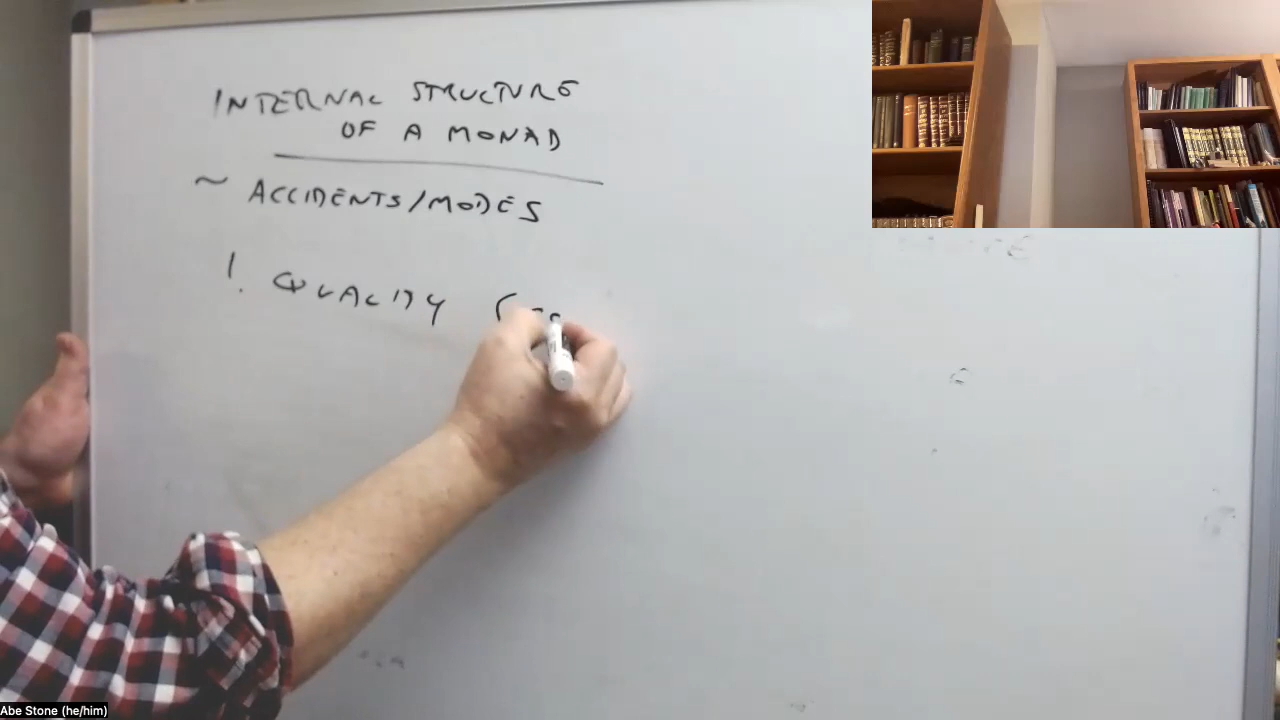 INTERNAL STRUCTURE
OF A MONAD
~ ACCIDENTS/MODES
1. QUALITY (
Abe Stone (he/him)